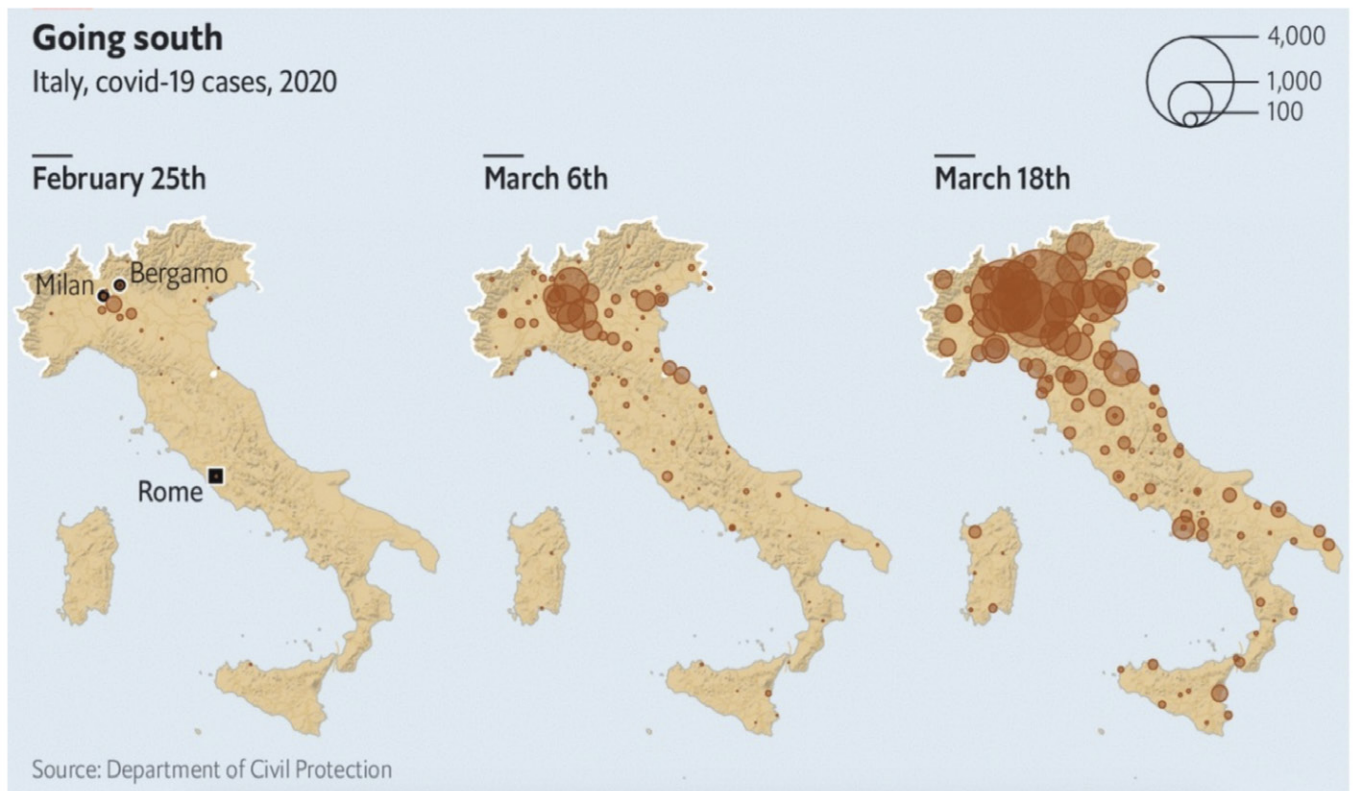 Going south
Italy, covid-19 cases, 2020
4,000
1,000
100
February 25th
March 6th
March 18th
Milan
Bergamo
Rome
Source: Department of Civil Protection